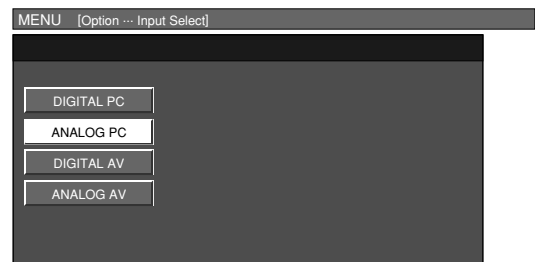 MENU [Option ··· Input Select]
DIGITAL PC
ANALOG PC
DIGITAL AV
ANALOG AV